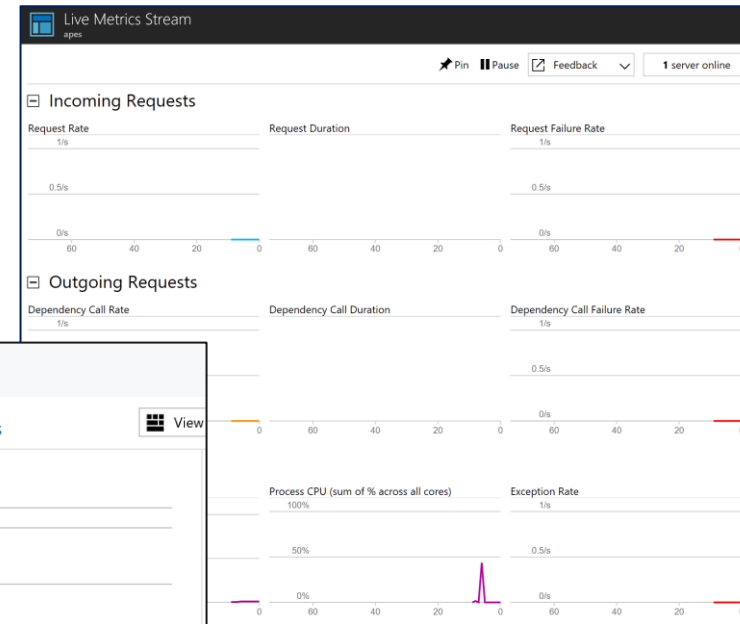 Live Metrics Stream
apes
Pin Pause Feedback 1 server online
Incoming Requests
Request Rate Request Duration Request Failure Rate
1/s 1/s
0.5/s 0.5/s
0/s 0/s
60 40 20 0 60 40 20 0 60 40 20
Outgoing Requests
Dependency Call Rate Dependency Call Duration Dependency Call Failure Rate
1/s 1/s
0.5/s
0/s
View
0 60 40 20 0 60 40 20
Process CPU (sum of % across all cores) Exception Rate
100% 1/s
50% 0.5/s
0% 0/s
0 60 40 20 0 60 40 20